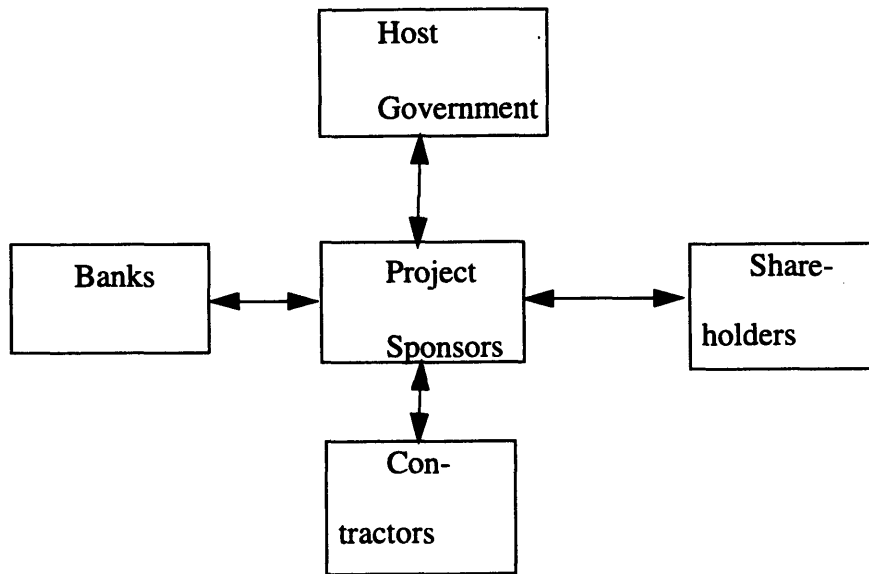 Host
Government
Banks
Project
Sponsors
Share-
holders
Con-
tractors